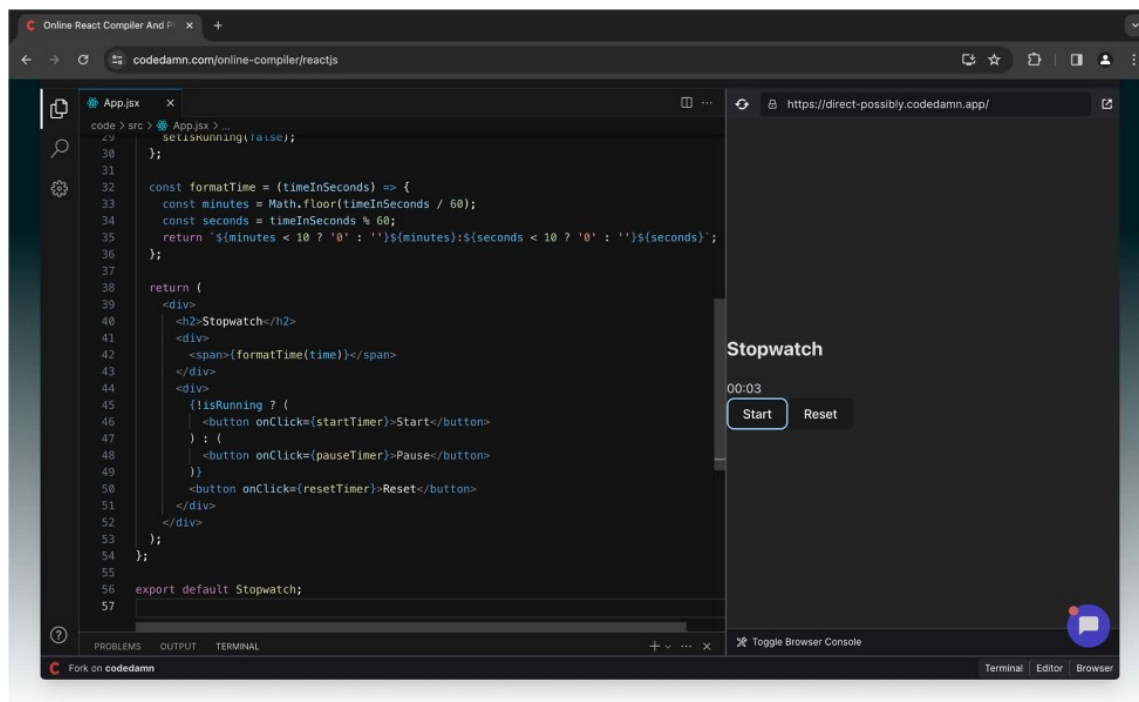 Online React Compiler And Pl
codedamn.com/online-compiler/reactjs
App.jsx
code > src > App.jsx > ...
29 setIsRunning(false);
30 };
31
32 const formatTime = (timeInSeconds) => {
33 const minutes = Math.floor(timeInSeconds / 60);
34 const seconds = timeInSeconds % 60;
35 return `${minutes < 10 ? '0' : ''}${minutes}:${seconds < 10 ? '0' : ''}${seconds}`;
36 };
37
38 return (
39 <div>
40 <h2>Stopwatch</h2>
41 <div>
42 <span>{formatTime(time)}</span>
43 </div>
44 <div>
45 {!isRunning ? (
46 <button onClick={startTimer}>Start</button>
47 ) : (
48 <button onClick={pauseTimer}>Pause</button>
49 )}
50 <button onClick={resetTimer}>Reset</button>
51 </div>
52 </div>
53 );
54 };
55
56 export default Stopwatch;
57
PROBLEMS OUTPUT TERMINAL
https://direct-possibly.codedamn.app/
Stopwatch
00:03
Start Reset
Toggle Browser Console
Fork on codedamn
Terminal Editor Browser